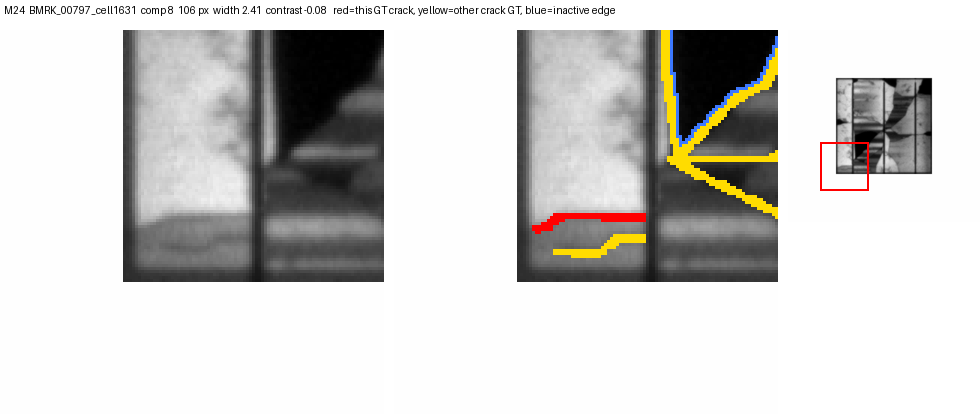 M24 BMRK_00797_cell1631 comp 8 106 px width 2.41 contrast -0.08 red=this GT crack, yellow=other crack GT, blue=inactive edge